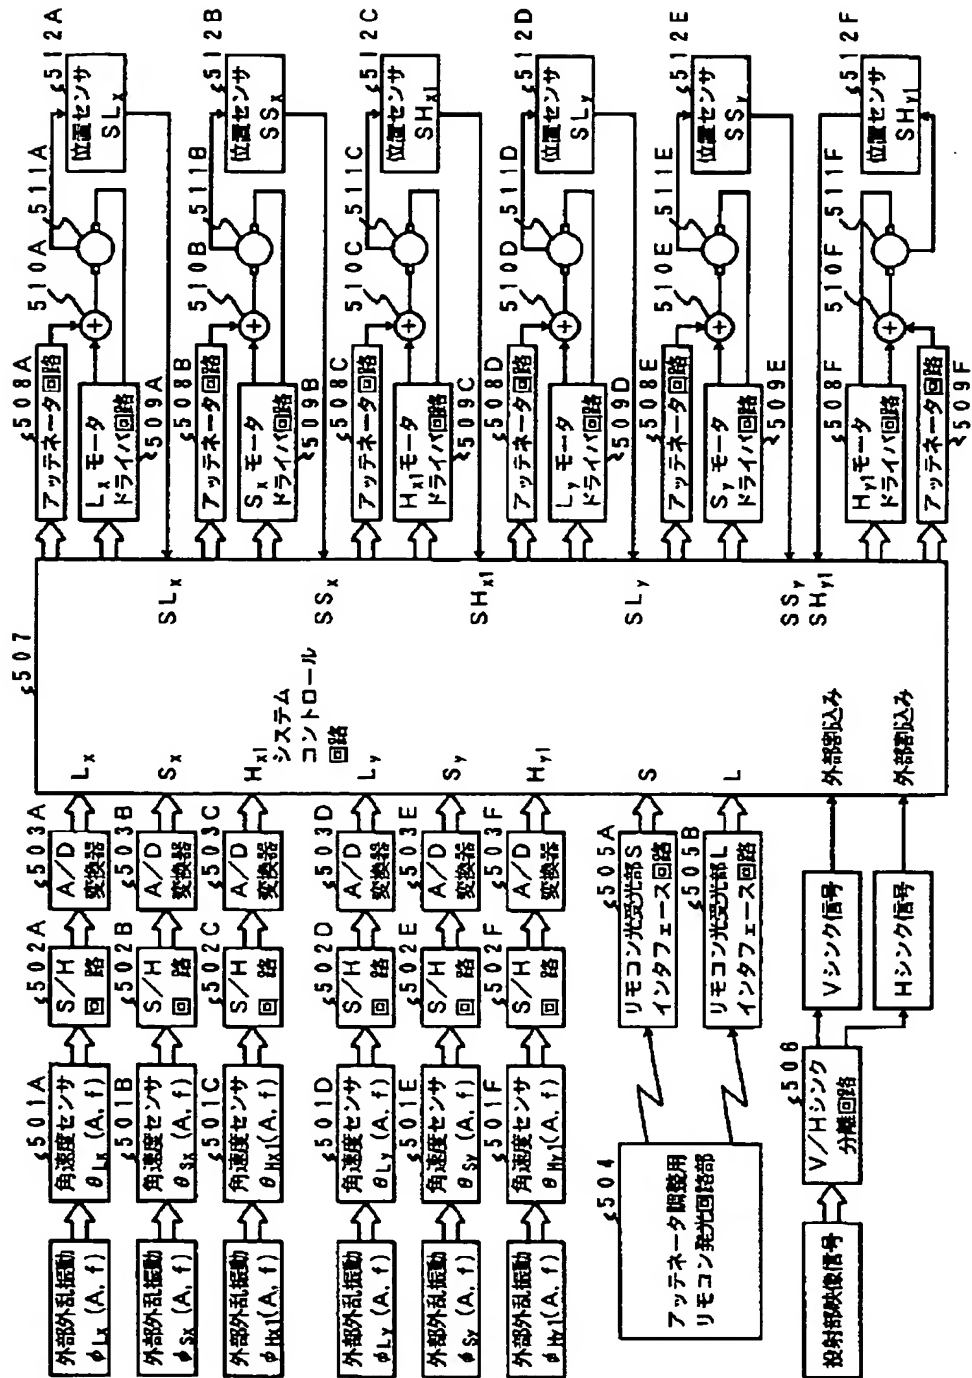 外部外乱振動
φLx (A, f)
外部外乱振動
φSx (A, f)
外部外乱振動
φHx1 (A, f)
外部外乱振動
φLy (A, f)
外部外乱振動
φSy (A, f)
外部外乱振動
φHy1 (A, f)
501A
角速度センサ
θLx (A, f)
501B
角速度センサ
θSx (A, f)
501C
角速度センサ
θHx1 (A, f)
501D
角速度センサ
θLy (A, f)
501E
角速度センサ
θSy (A, f)
501F
角速度センサ
θHy1 (A, f)
502A
S/H
回路
502B
S/H
回路
502C
S/H
回路
502D
S/H
回路
502E
S/H
回路
502F
S/H
回路
503A
A/D
変換器
503B
A/D
変換器
503C
A/D
変換器
503D
A/D
変換器
503E
A/D
変換器
503F
A/D
変換器
504
アッテネータ調整用
リモコン発光回路部
505A
リモコン光受光部S
インタフェース回路
505B
リモコン光受光部L
インタフェース回路
投射部映像信号
506
V/Hシンク
分離回路
Vシンク信号
Hシンク信号
507
Lx
Sx
Hx1
システム
コントロール
回路
Ly
Sy
Hy1
S
L
外部割込み
外部割込み
SLx
SSx
SHx1
SLy
SSy
SHy1
508A
アッテネータ回路
Lxモータ
ドライバ回路
509A
510A
511A
512A
位置センサ
SLx
508B
アッテネータ回路
Sxモータ
ドライバ回路
509B
510B
511B
512B
位置センサ
SSx
508C
アッテネータ回路
Hx1モータ
ドライバ回路
509C
510C
511C
512C
位置センサ
SHx1
508D
アッテネータ回路
Lyモータ
ドライバ回路
509D
510D
511D
512D
位置センサ
SLy
508E
アッテネータ回路
Syモータ
ドライバ回路
509E
510E
511E
512E
位置センサ
SSy
508F
Hy1モータ
ドライバ回路
アッテネータ回路
509F
510F
511F
512F
位置センサ
SHy1